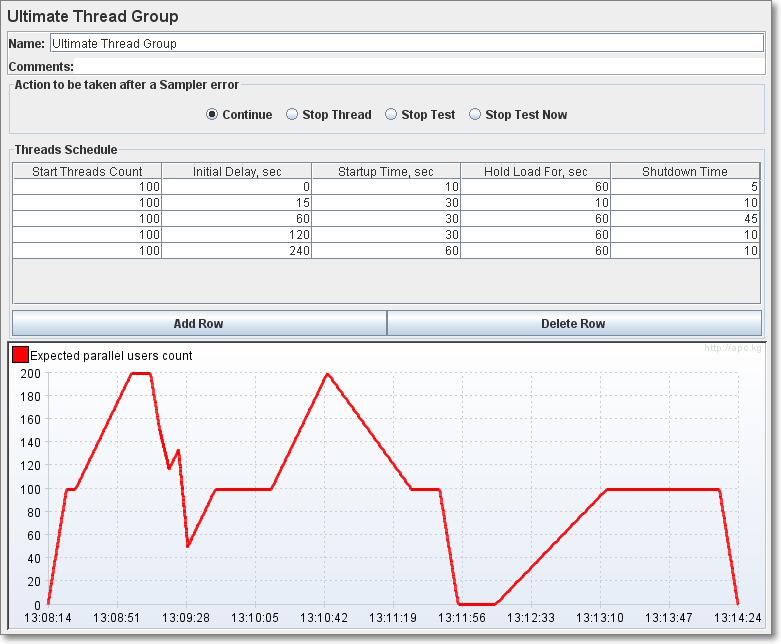 Ultimate Thread Group
Name: Ultimate Thread Group
Comments:
Action to be taken after a Sampler error
Continue Stop Thread Stop Test Stop Test Now
Threads Schedule
Start Threads Count Initial Delay, sec Startup Time, sec Hold Load For, sec Shutdown Time
100 0 10 60 5
100 15 30 10 10
100 60 30 60 45
100 120 30 60 10
100 240 60 60 10
Add Row Delete Row
http://apc.kg
Expected parallel users count
200
180
160
140
120
100
80
60
40
20
0
13:08:14 13:08:51 13:09:28 13:10:05 13:10:42 13:11:19 13:11:56 13:12:33 13:13:10 13:13:47 13:14:24